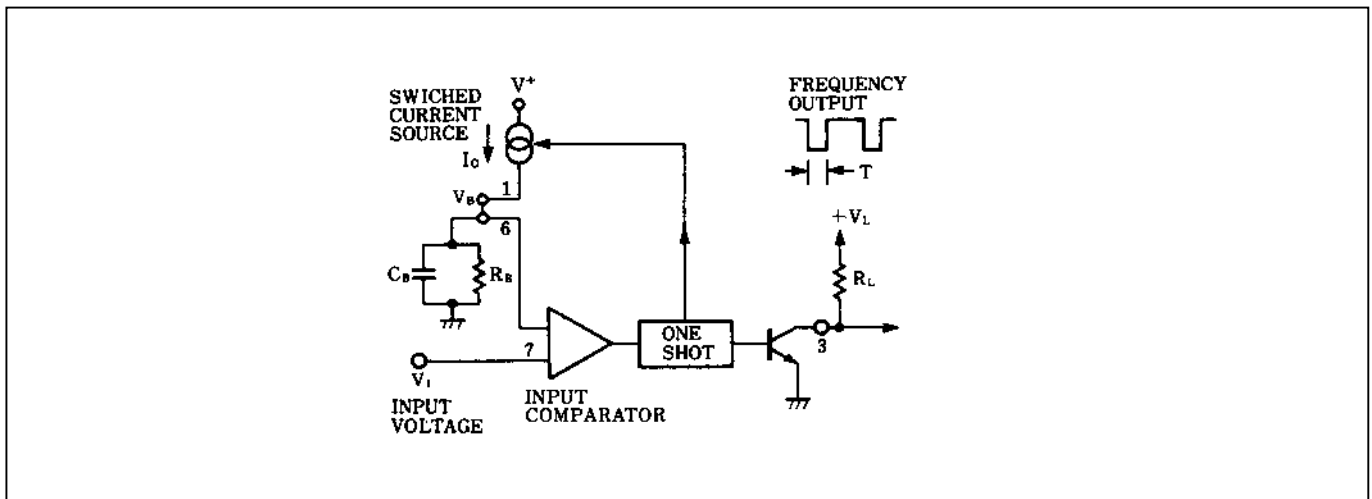 SWICHED
CURRENT
SOURCE
V+
Io
1
VB
6
CB
RB
7
V1
INPUT
VOLTAGE
INPUT
COMPARATOR
ONE
SHOT
FREQUENCY
OUTPUT
T
+VL
RL
3